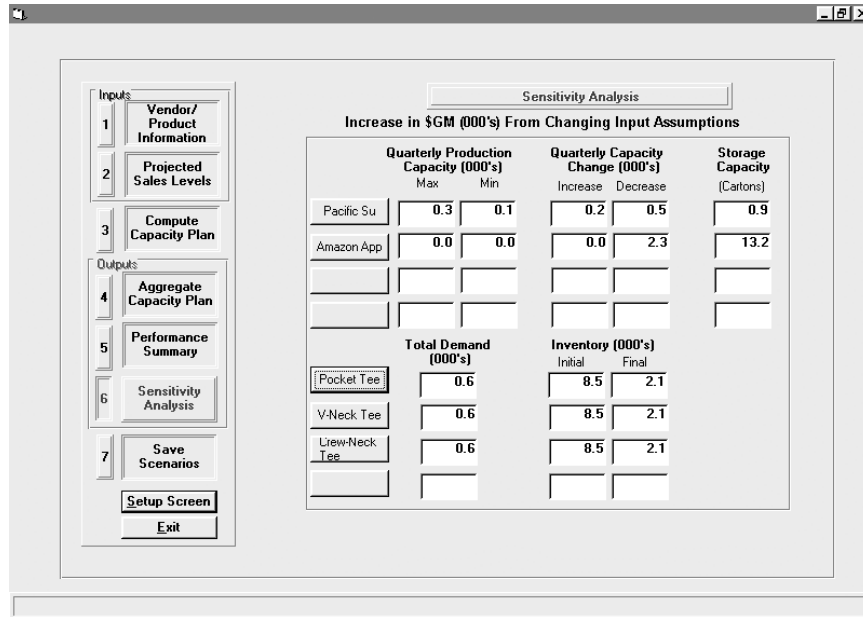 Inputs
1
Vendor/
Product
Information
2
Projected
Sales Levels
3
Compute
Capacity Plan
Outputs
4
Aggregate
Capacity Plan
5
Performance
Summary
6
Sensitivity
Analysis
7
Save
Scenarios
Setup Screen
Exit
Sensitivity Analysis
Increase in $GM (000's) From Changing Input Assumptions
Quarterly Production
Capacity (000's)
Max Min
Quarterly Capacity
Change (000's)
Increase Decrease
Storage
Capacity
(Cartons)
Pacific Su 0.3 0.1 0.2 0.5 0.9
Amazon App 0.0 0.0 0.0 2.3 13.2
Total Demand
(000's)
Inventory (000's)
Initial Final
Pocket Tee 0.6 8.5 2.1
V-Neck Tee 0.6 8.5 2.1
Crew-Neck
Tee 0.6 8.5 2.1